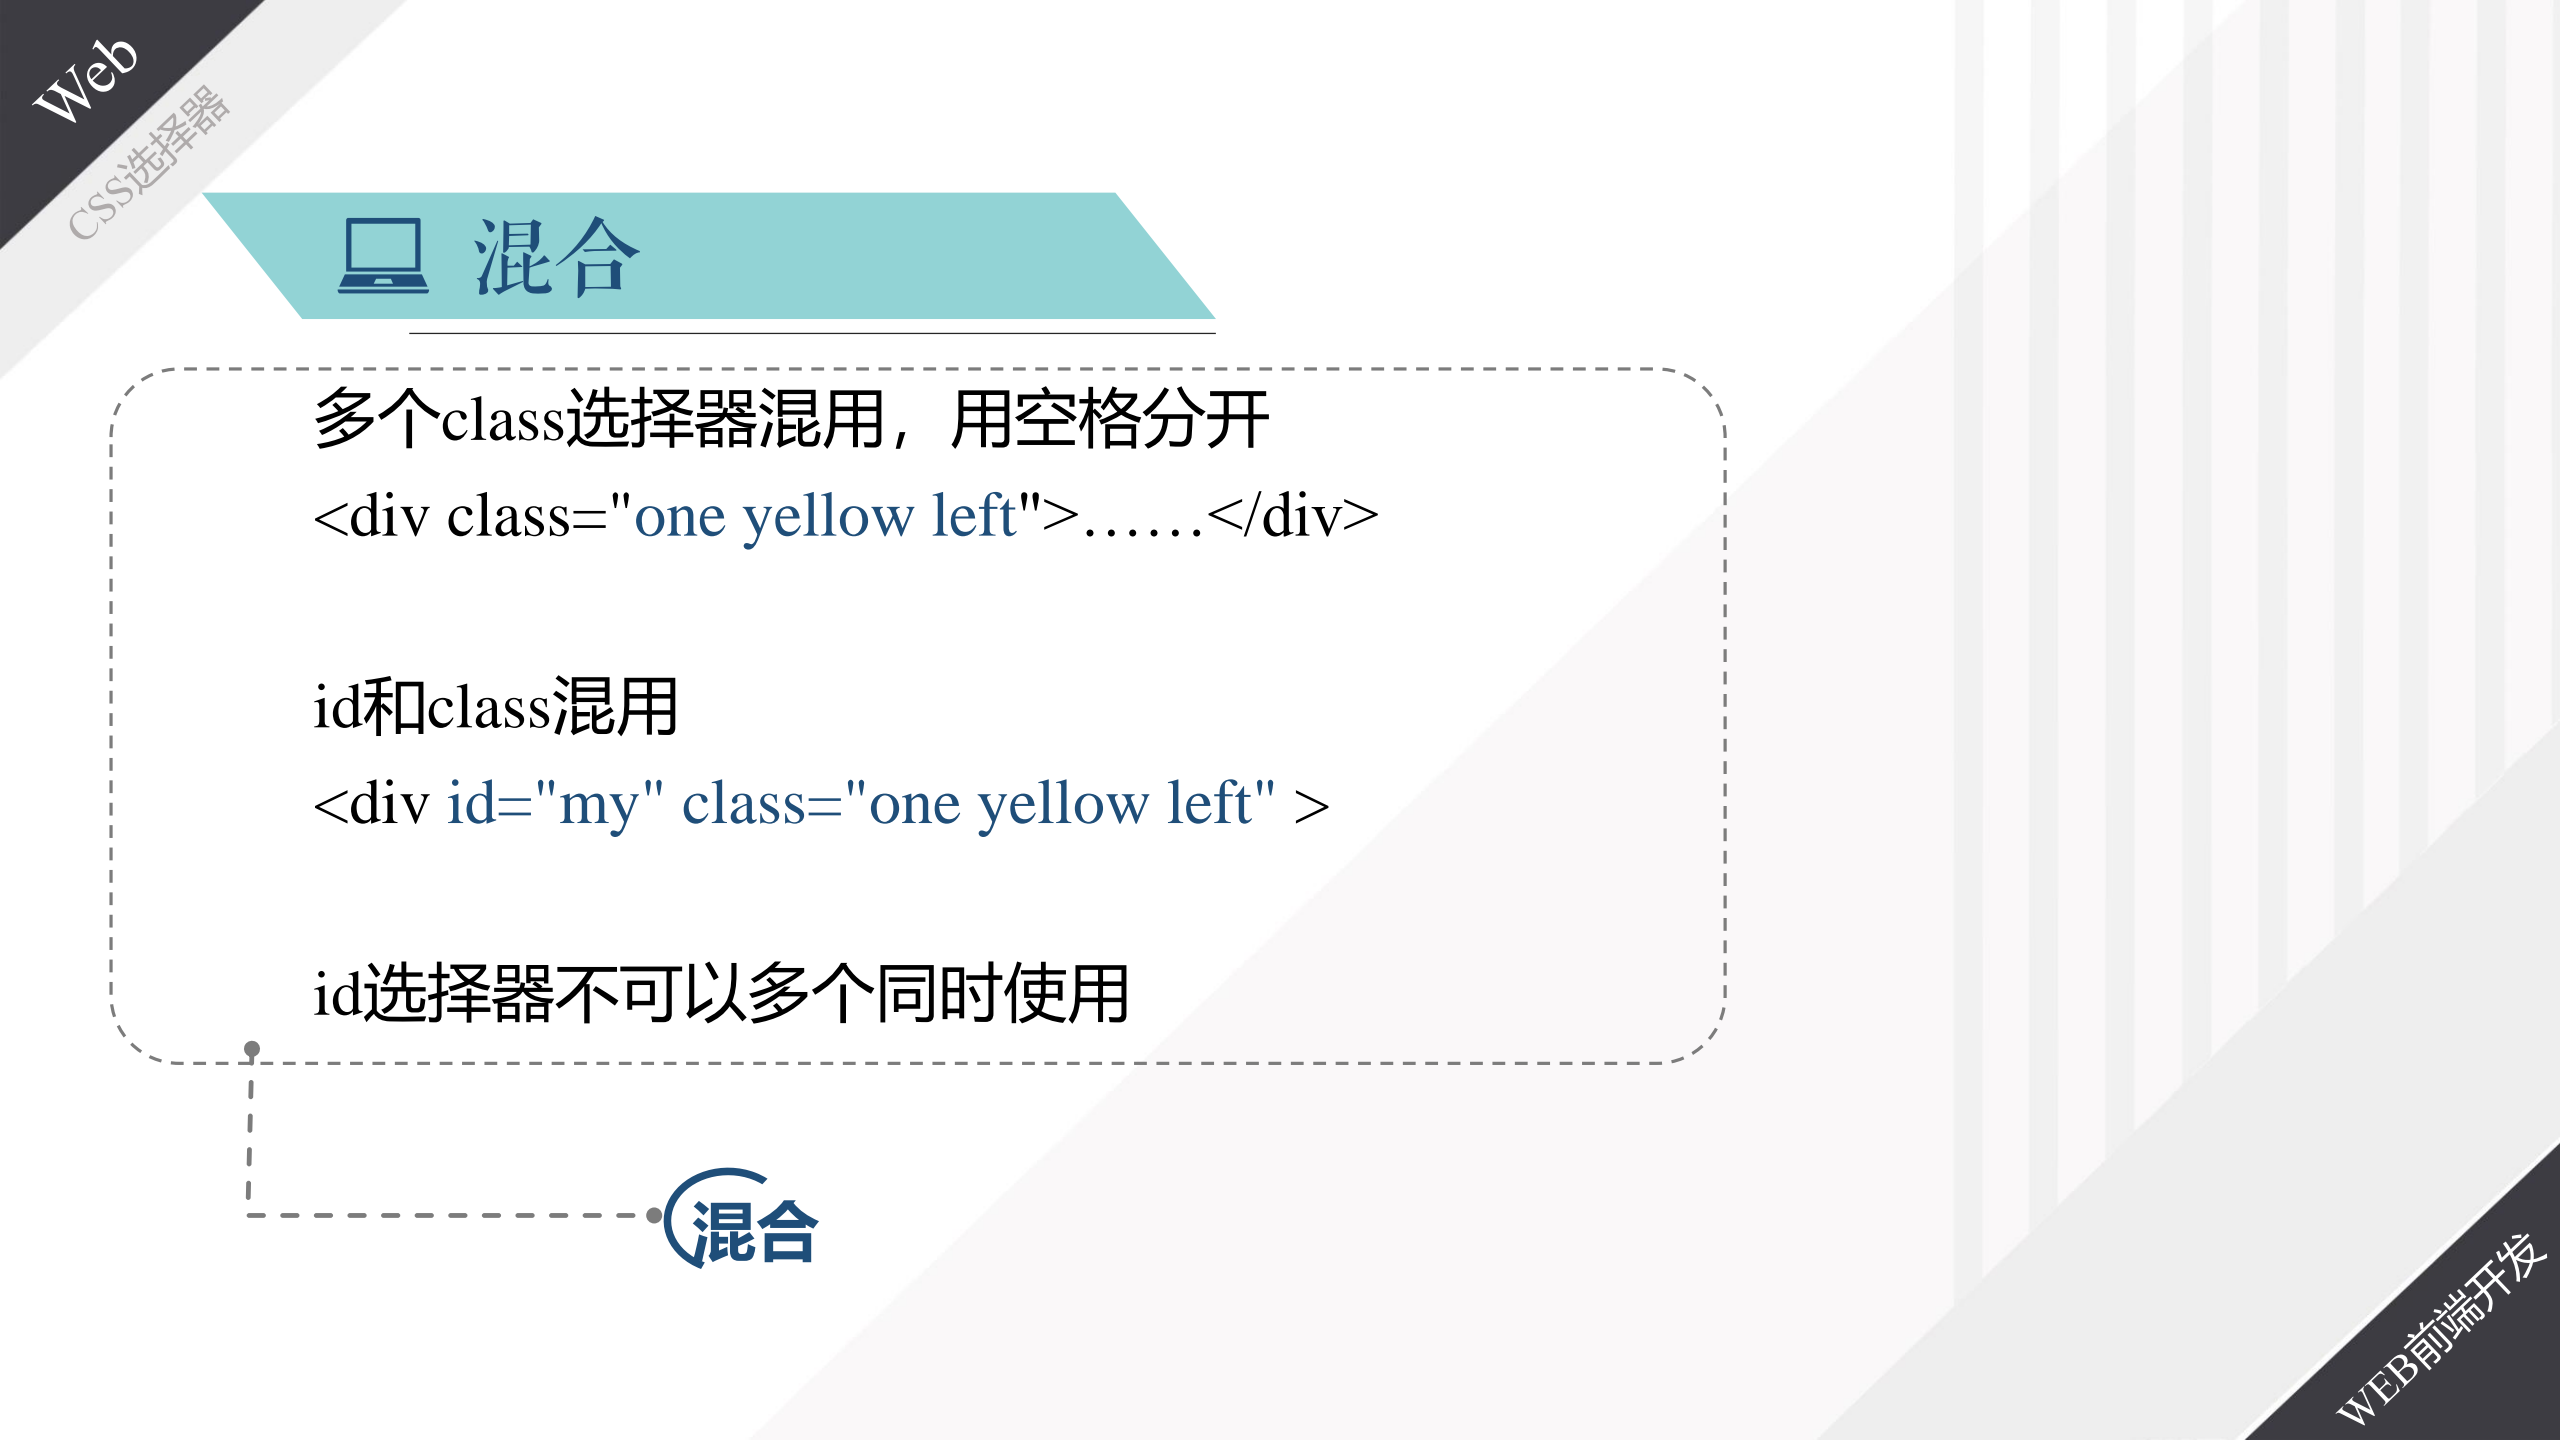 Web
CSS选择器
混合
多个class选择器混用，用空格分开
<div class="one yellow left">……</div>
id和class混用
<div id="my" class="one yellow left" >
id选择器不可以多个同时使用
混合
WEB前端开发